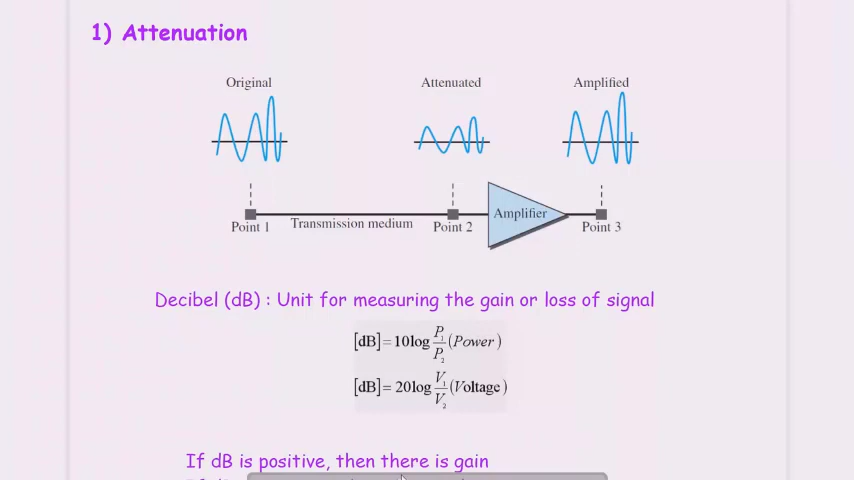 1) Attenuation
Original Attenuated Amplified
Amplifier
Point 1 Transmission medium Point 2 Point 3
Decibel (dB) : Unit for measuring the gain or loss of signal
[dB]=10log P₁/P₂ (Power)
[dB]= 20log V₁/V₂ (Voltage)
If dB is positive, then there is gain